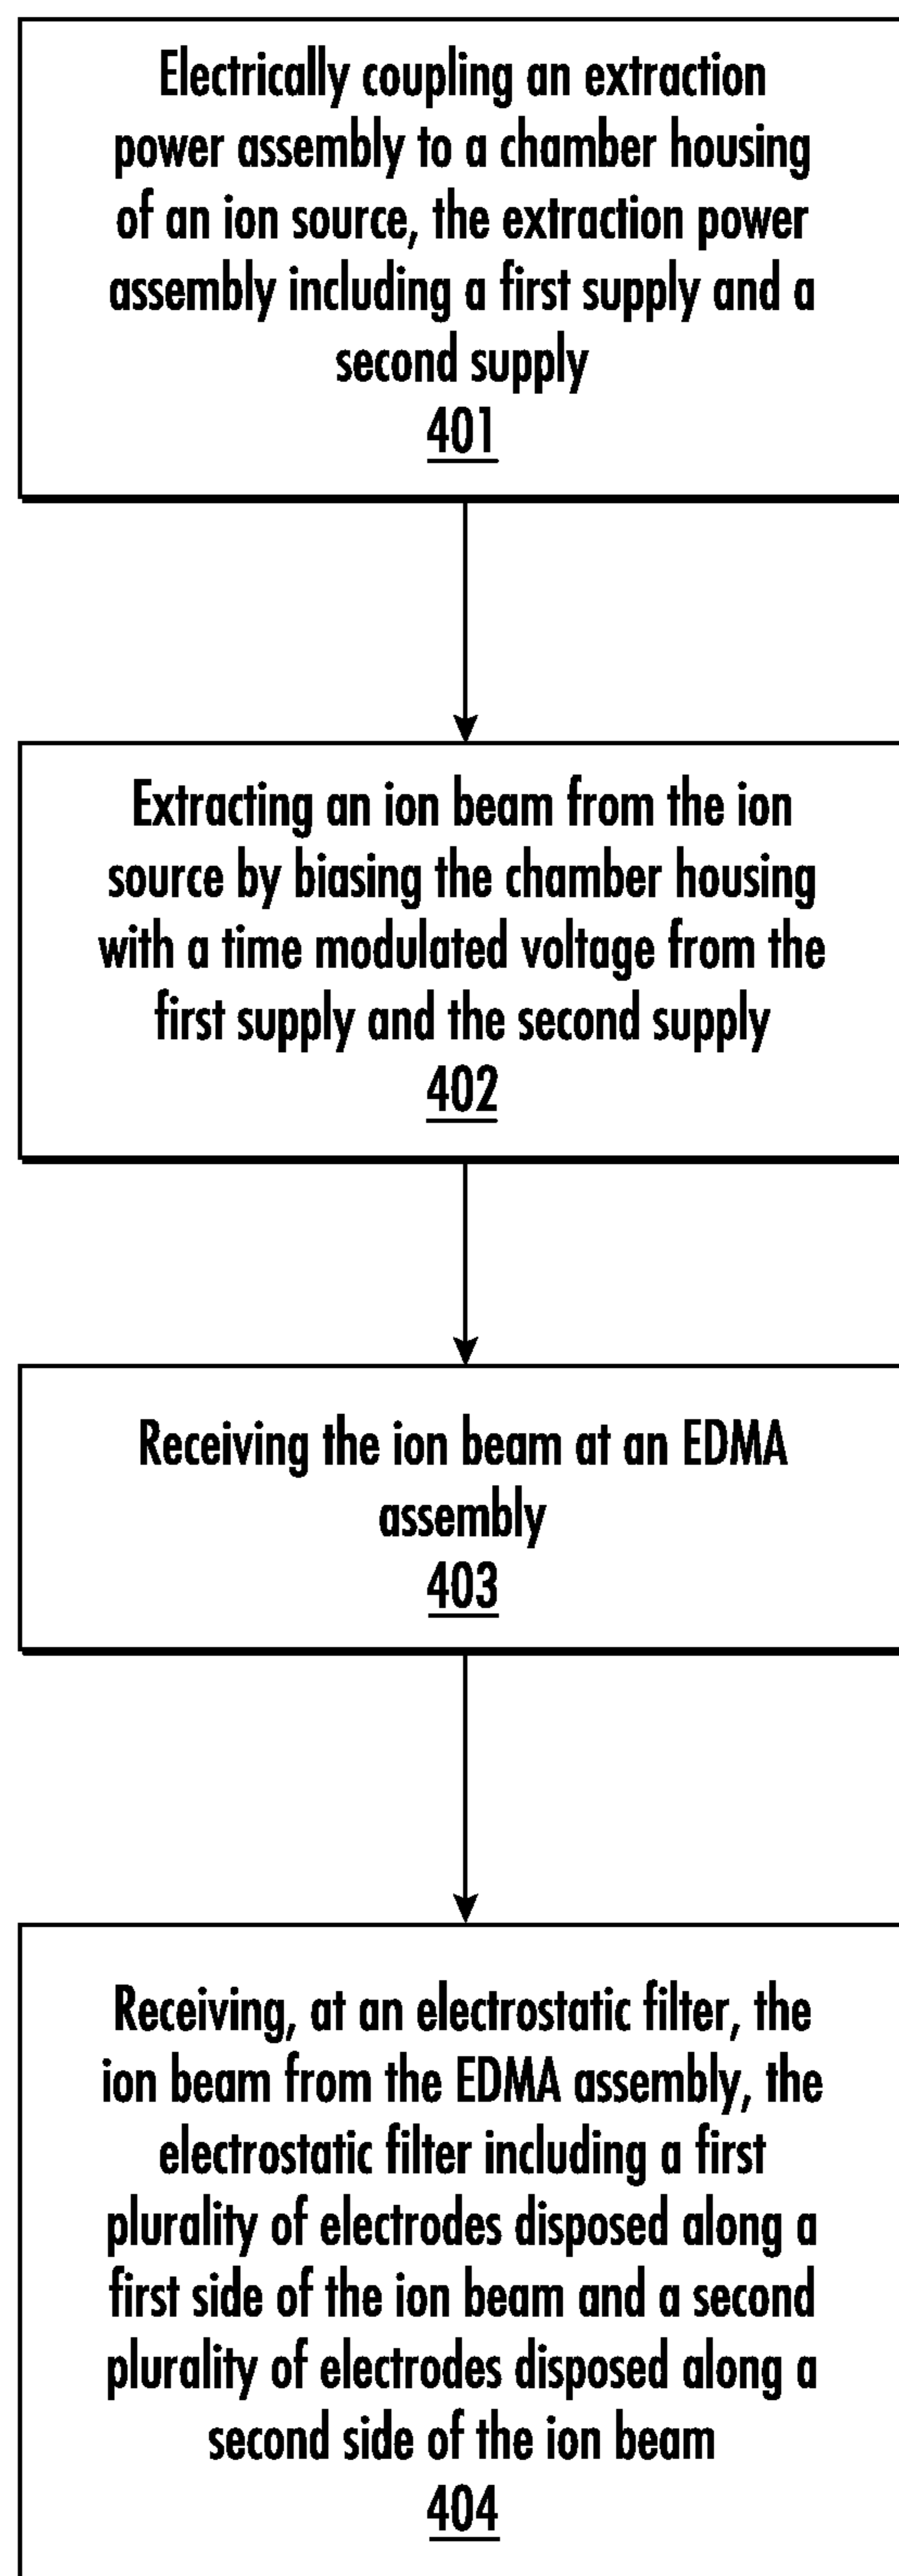 Electrically coupling an extraction
power assembly to a chamber housing
of an ion source, the extraction power
assembly including a first supply and a
second supply
401
Extracting an ion beam from the ion
source by biasing the chamber housing
with a time modulated voltage from the
first supply and the second supply
402
Receiving the ion beam at an EDMA
assembly
403
Receiving, at an electrostatic filter, the
ion beam from the EDMA assembly, the
electrostatic filter including a first
plurality of electrodes disposed along a
first side of the ion beam and a second
plurality of electrodes disposed along a
second side of the ion beam
404